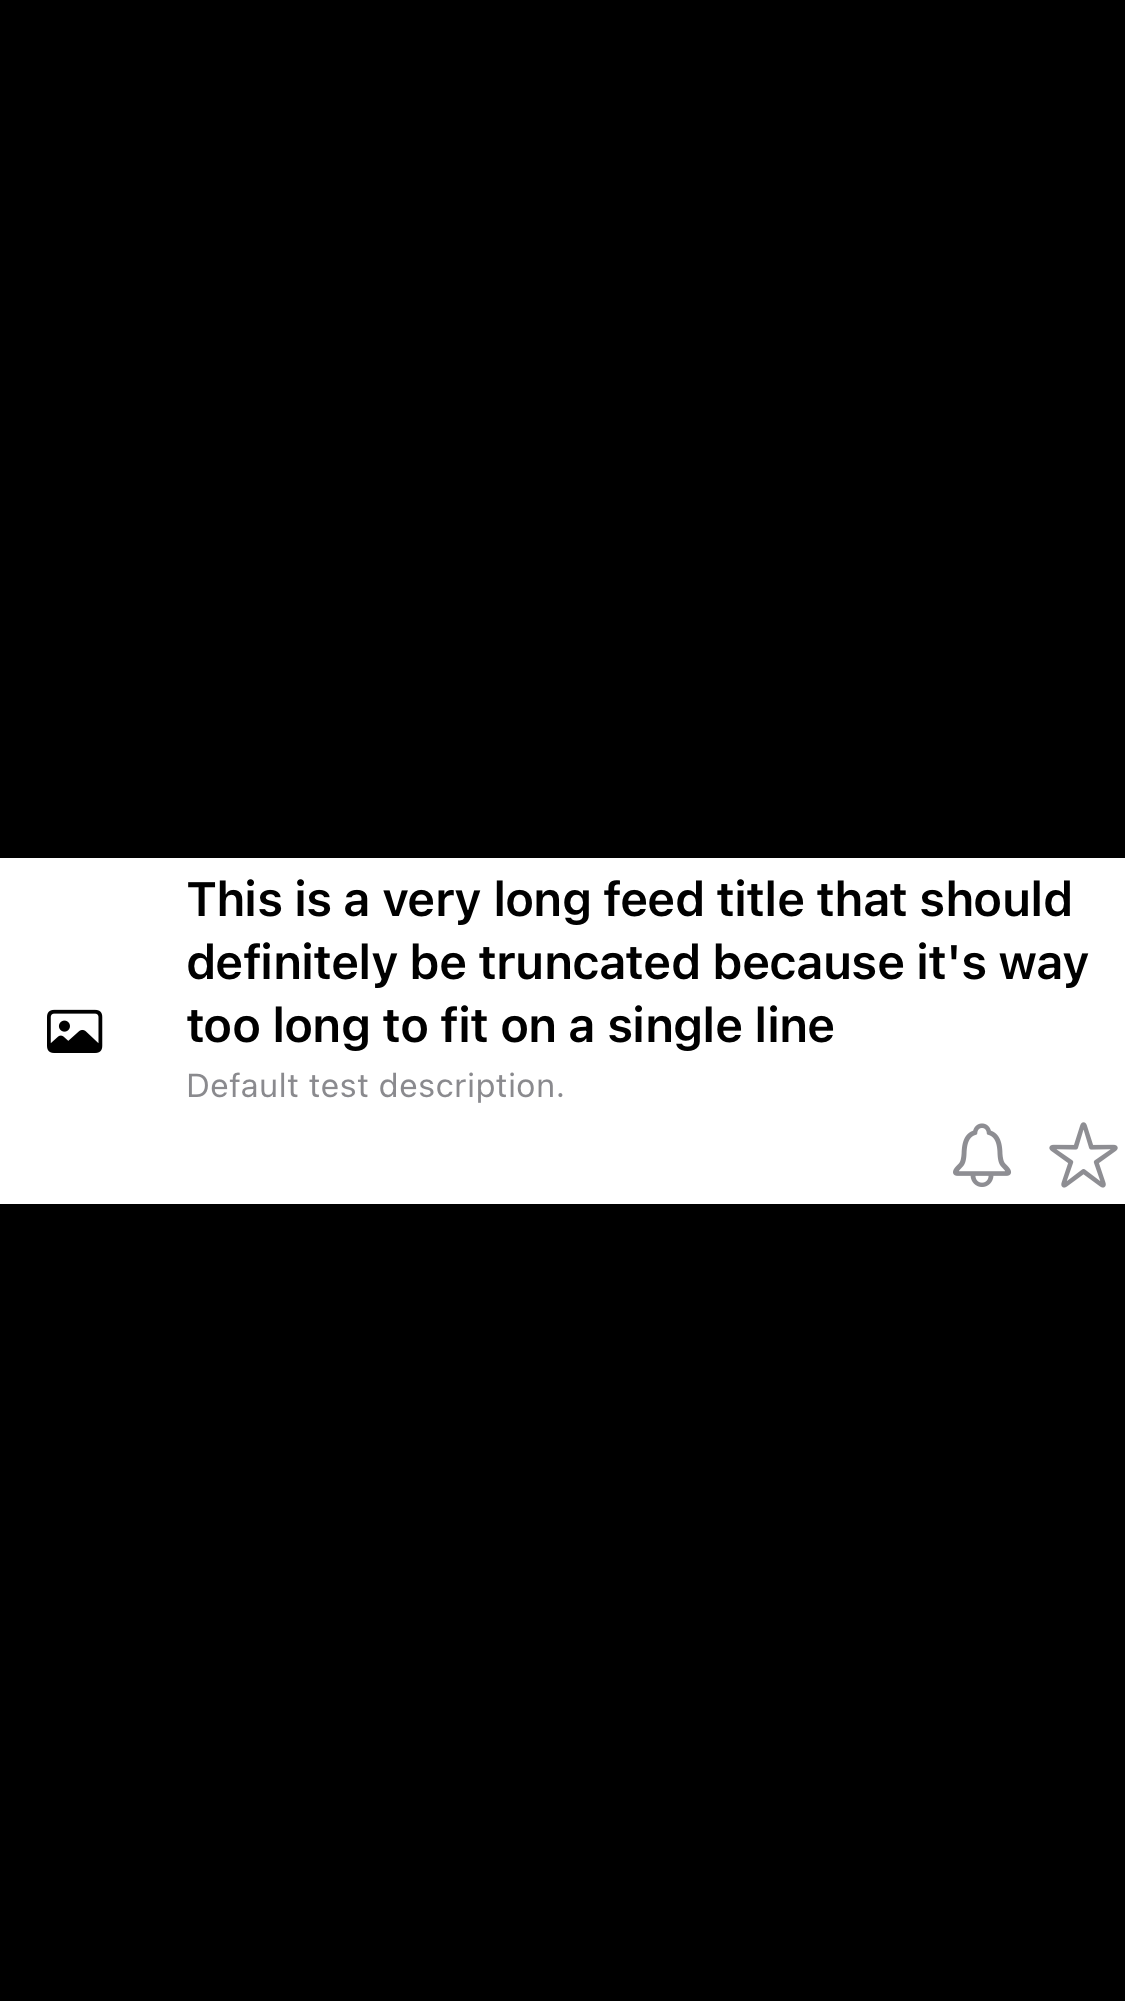 This is a very long feed title that should
definitely be truncated because it's way
too long to fit on a single line
Default test description.